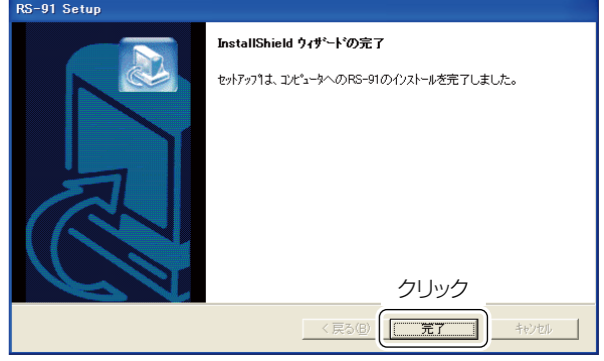 RS-91 Setup
InstallShield ウィザードの完了
セットアップは、コンピュータへのRS-91のインストールを完了しました。
クリック
< 戻る(B)
完了
キャンセル